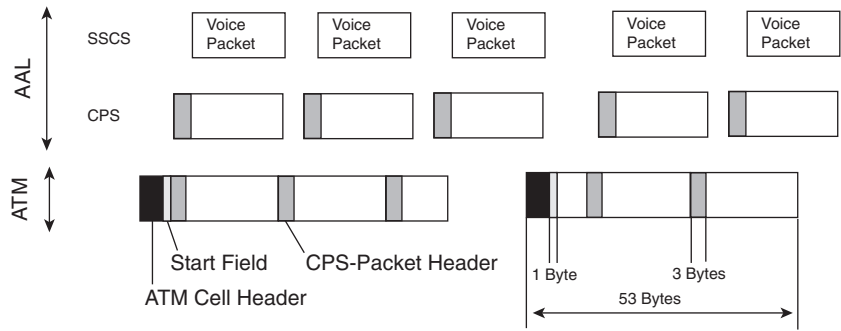 SSCS
Voice
Packet
Voice
Packet
Voice
Packet
Voice
Packet
Voice
Packet
AAL
CPS
ATM
Start Field
CPS-Packet Header
ATM Cell Header
1 Byte
3 Bytes
53 Bytes